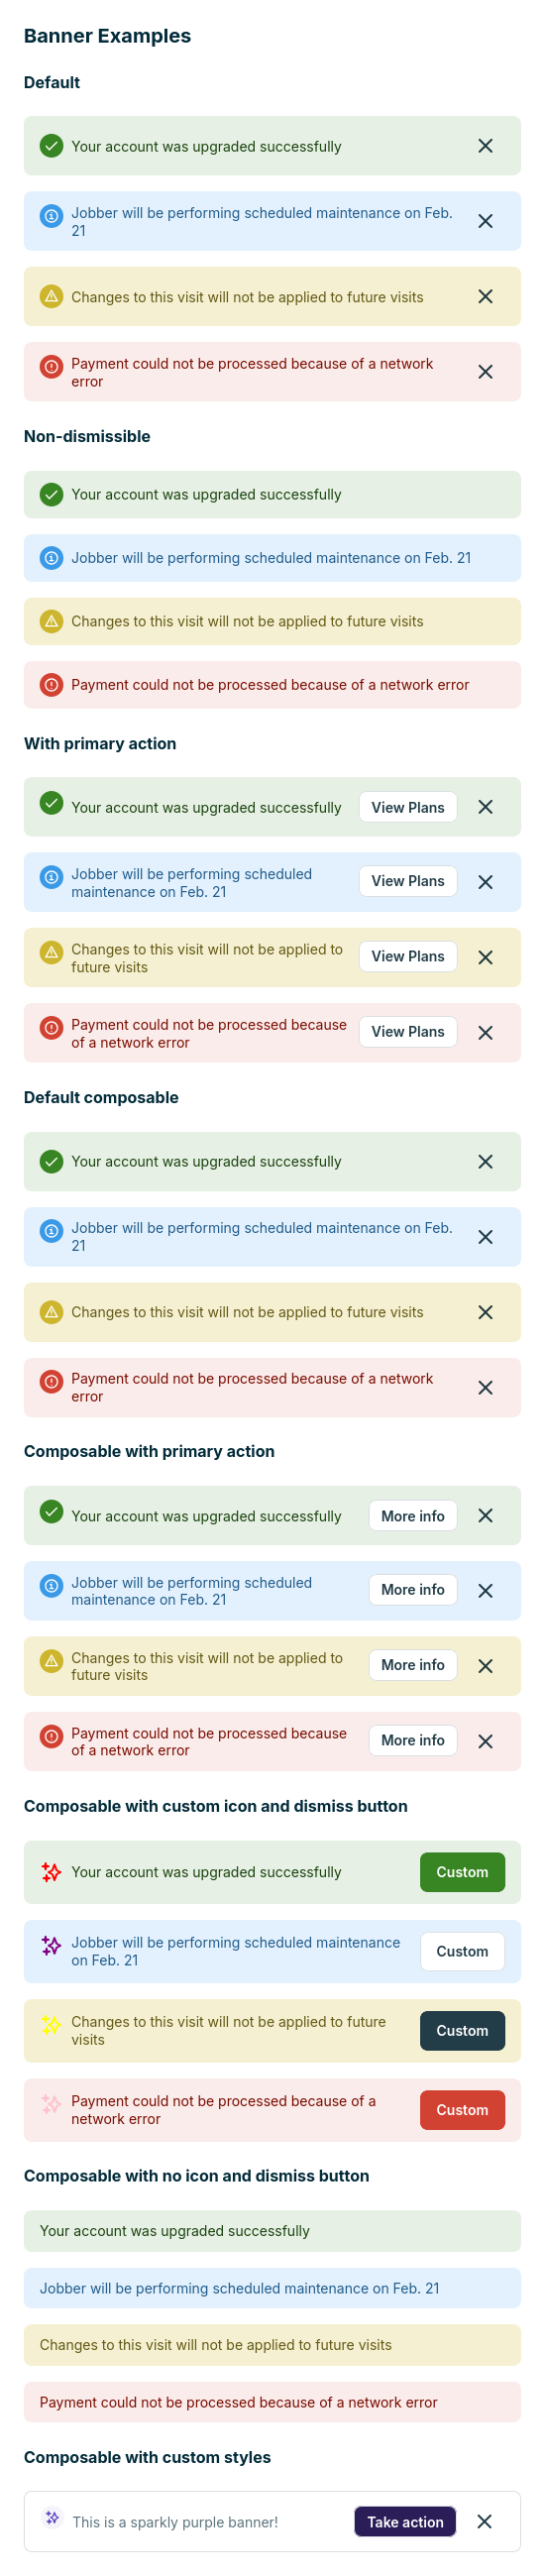 Banner Examples
Default
Your account was upgraded successfully
Jobber will be performing scheduled maintenance on Feb.
21
Changes to this visit will not be applied to future visits
Payment could not be processed because of a network
error
Non-dismissible
Your account was upgraded successfully
Jobber will be performing scheduled maintenance on Feb. 21
Changes to this visit will not be applied to future visits
Payment could not be processed because of a network error
With primary action
Your account was upgraded successfully View Plans
Jobber will be performing scheduled
maintenance on Feb. 21
View Plans
Changes to this visit will not be applied to
future visits
View Plans
Payment could not be processed because
of a network error
View Plans
Default composable
Your account was upgraded successfully
Jobber will be performing scheduled maintenance on Feb.
21
Changes to this visit will not be applied to future visits
Payment could not be processed because of a network
error
Composable with primary action
Your account was upgraded successfully More info
Jobber will be performing scheduled
maintenance on Feb. 21
More info
Changes to this visit will not be applied to
future visits
More info
Payment could not be processed because
of a network error
More info
Composable with custom icon and dismiss button
Your account was upgraded successfully Custom
Jobber will be performing scheduled maintenance
on Feb. 21
Custom
Changes to this visit will not be applied to future
visits
Custom
Payment could not be processed because of a
network error
Custom
Composable with no icon and dismiss button
Your account was upgraded successfully
Jobber will be performing scheduled maintenance on Feb. 21
Changes to this visit will not be applied to future visits
Payment could not be processed because of a network error
Composable with custom styles
This is a sparkly purple banner! Take action